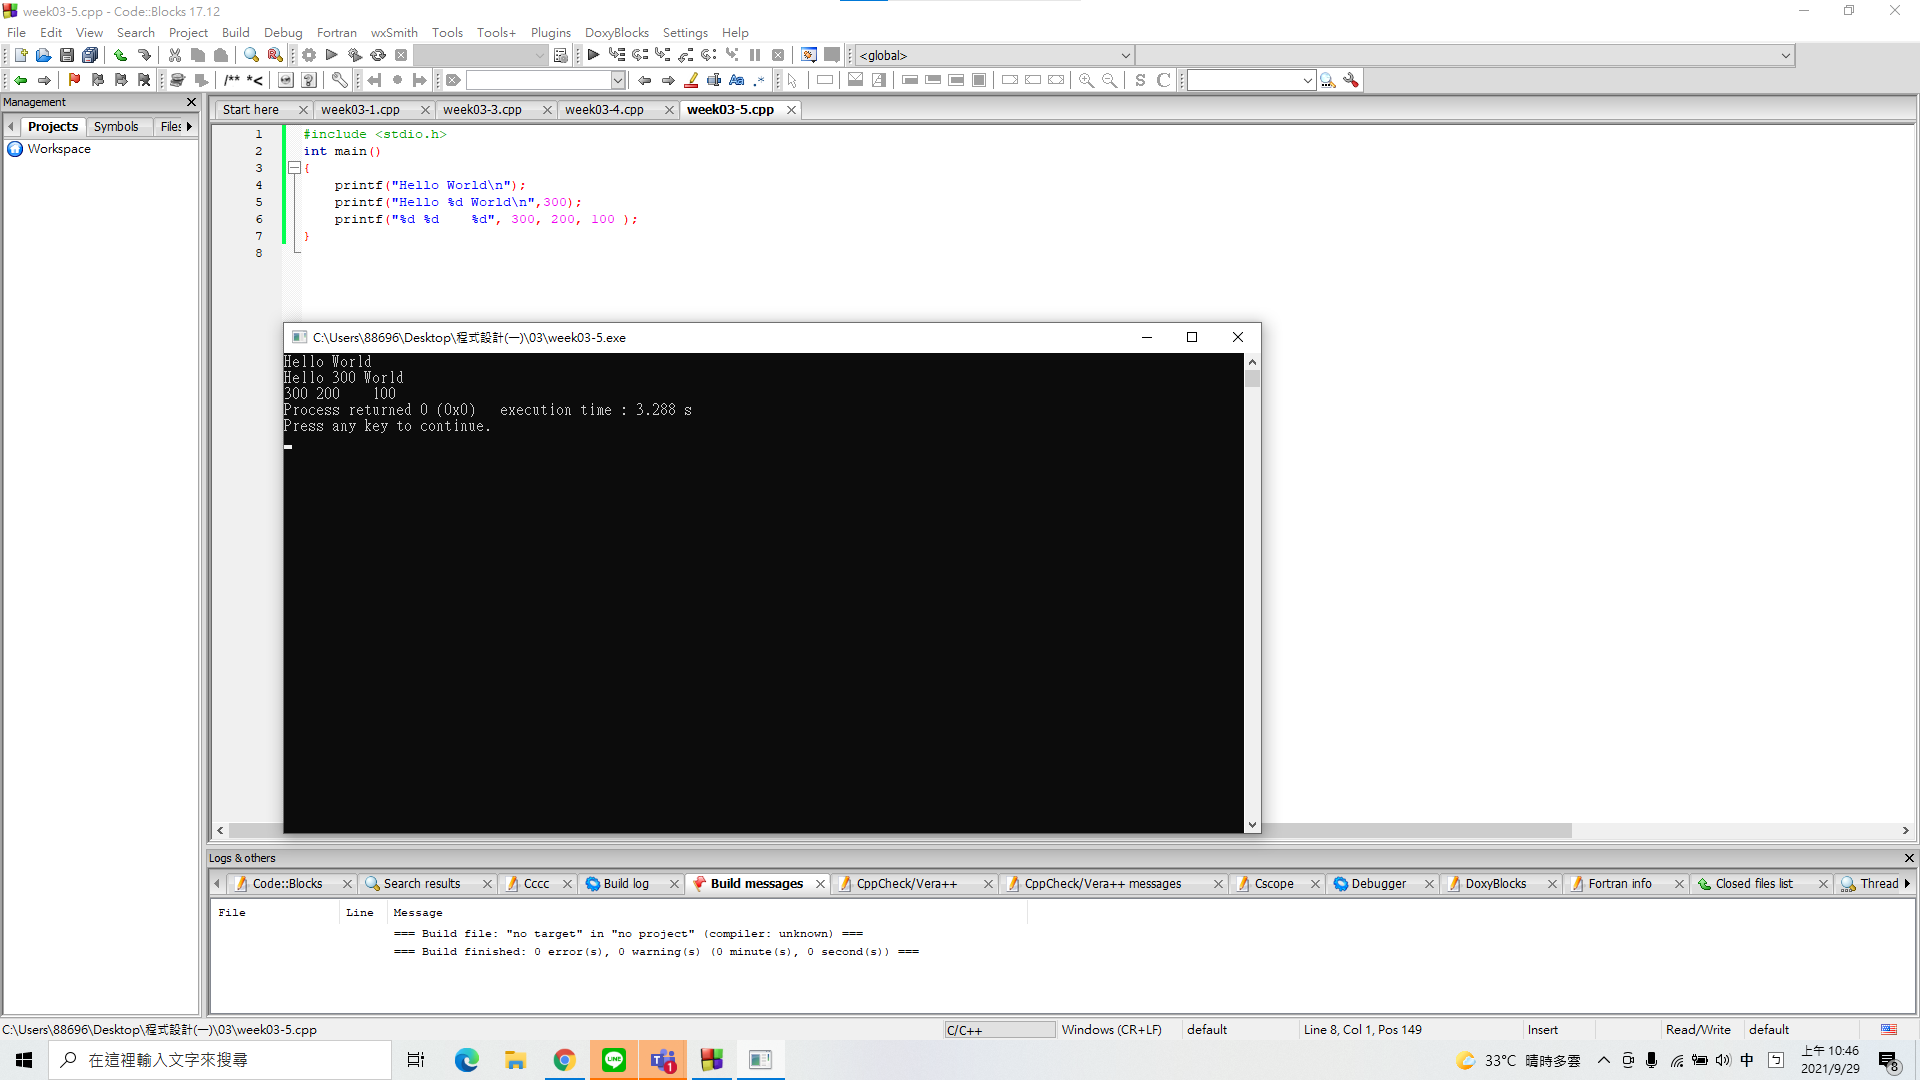 week03-5.cpp - Code::Blocks 17.12
File Edit View Search Project Build Debug Fortran wxSmith Tools Tools+ Plugins DoxyBlocks Settings Help
<global>
/** *<
S C
Management
Start here week03-1.cpp week03-3.cpp week03-4.cpp week03-5.cpp
Projects Symbols Files
Workspace
1 #include <stdio.h>
2 int main()
3 {
4     printf("Hello World\n");
5     printf("Hello %d World\n",300);
6     printf("%d %d    %d", 300, 200, 100 );
7 }
8
C:\Users\88696\Desktop\程式設計(一)\03\week03-5.exe
Hello World
Hello 300 World
300 200    100
Process returned 0 (0x0)   execution time : 3.288 s
Press any key to continue.
Logs & others
Code::Blocks Search results Cccc Build log Build messages CppCheck/Vera++ CppCheck/Vera++ messages Cscope Debugger DoxyBlocks Fortran info Closed files list Thread
File Line Message
=== Build file: "no target" in "no project" (compiler: unknown) ===
=== Build finished: 0 error(s), 0 warning(s) (0 minute(s), 0 second(s)) ===
C:\Users\88696\Desktop\程式設計(一)\03\week03-5.cpp C/C++ Windows (CR+LF) default Line 8, Col 1, Pos 149 Insert Read/Write default
在這裡輸入文字來搜尋
LINE
1
33°C 晴時多雲
中
上午 10:46
2021/9/29
8